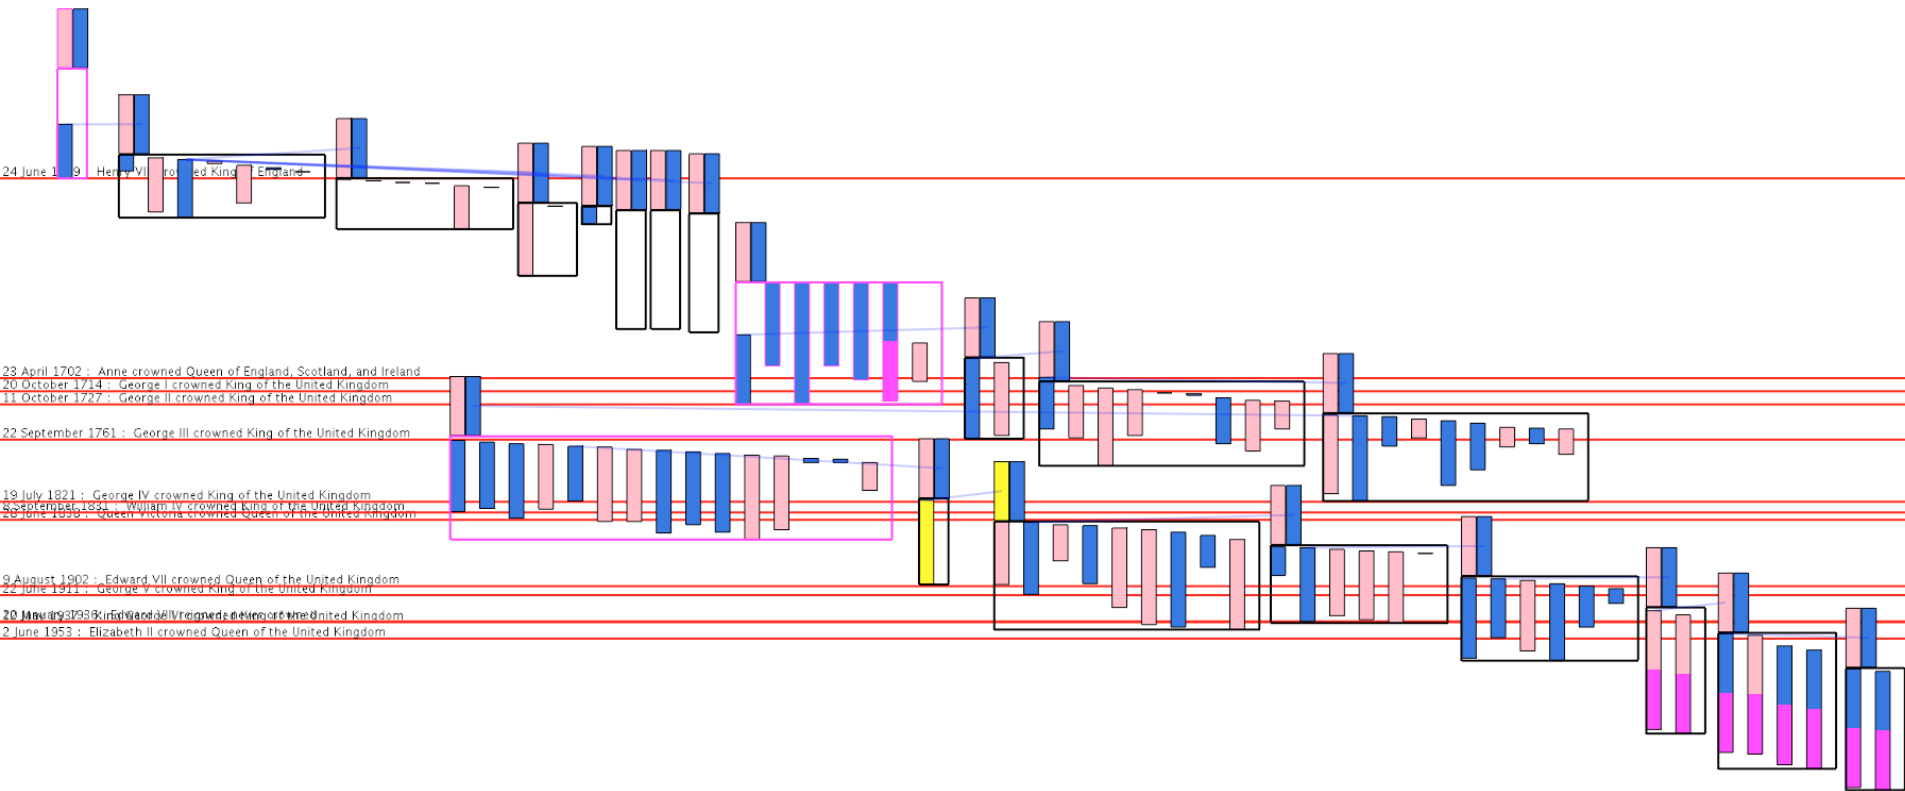 24 June 1 9 : Henry VI crowned King of England
23 April 1702 : Anne crowned Queen of England, Scotland, and Ireland
20 October 1714 : George I crowned King of the United Kingdom
11 October 1727 : George II crowned King of the United Kingdom
22 September 1761 : George III crowned King of the United Kingdom
19 July 1821 : George IV crowned King of the United Kingdom
8 September 1831 : William IV crowned King of the United Kingdom
28 June 1838 : Queen Victoria crowned Queen of the United Kingdom
9 August 1902 : Edward VII crowned Queen of the United Kingdom
22 June 1911 : George V crowned King of the United Kingdom
2 June 1953 : Elizabeth II crowned Queen of the United Kingdom